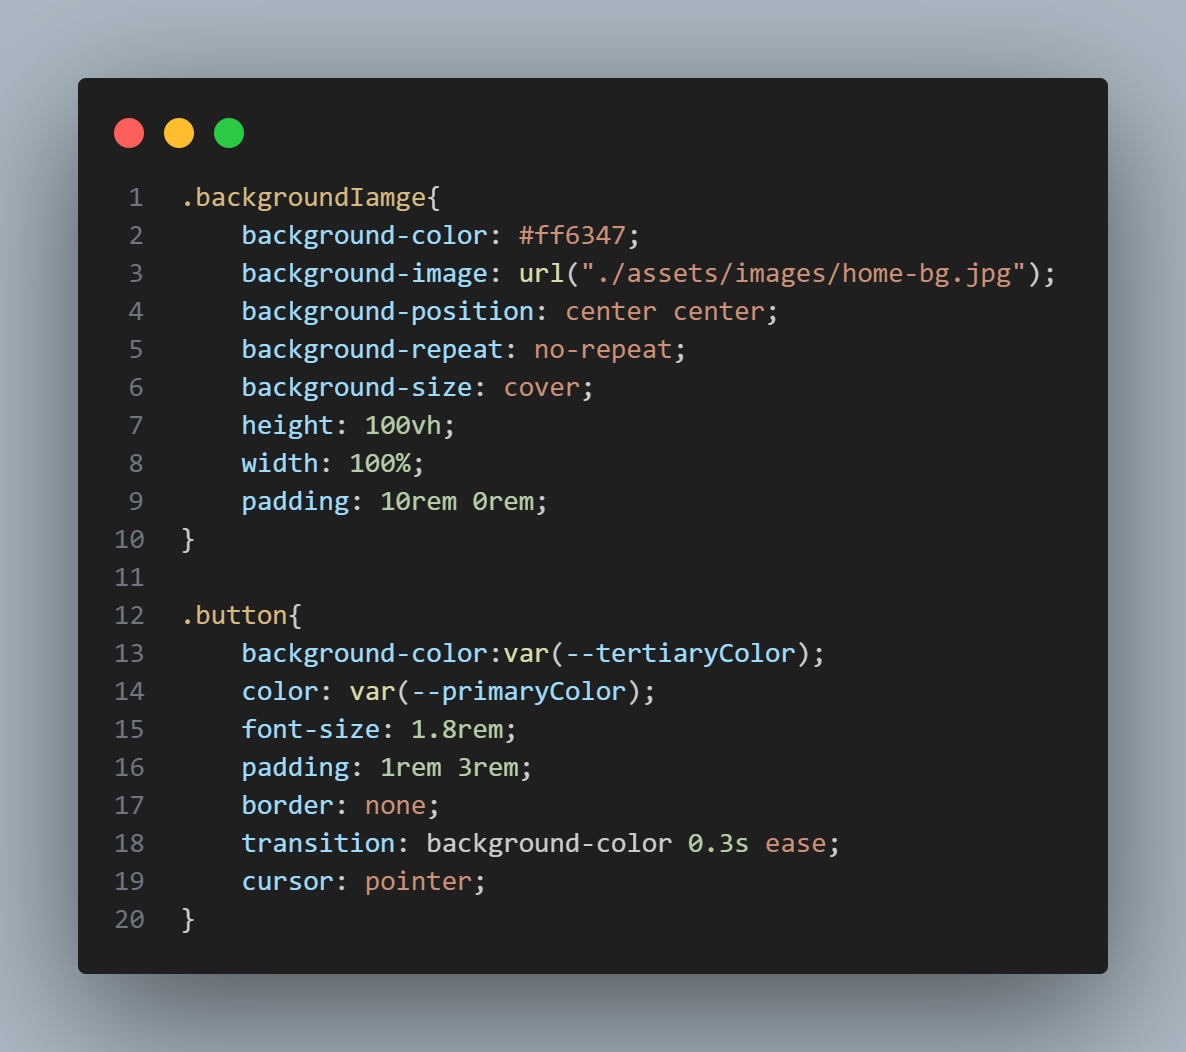 1 .backgroundIamge{
2     background-color: #ff6347;
3     background-image: url("./assets/images/home-bg.jpg");
4     background-position: center center;
5     background-repeat: no-repeat;
6     background-size: cover;
7     height: 100vh;
8     width: 100%;
9     padding: 10rem 0rem;
10 }
11
12 .button{
13     background-color:var(--tertiaryColor);
14     color: var(--primaryColor);
15     font-size: 1.8rem;
16     padding: 1rem 3rem;
17     border: none;
18     transition: background-color 0.3s ease;
19     cursor: pointer;
20 }